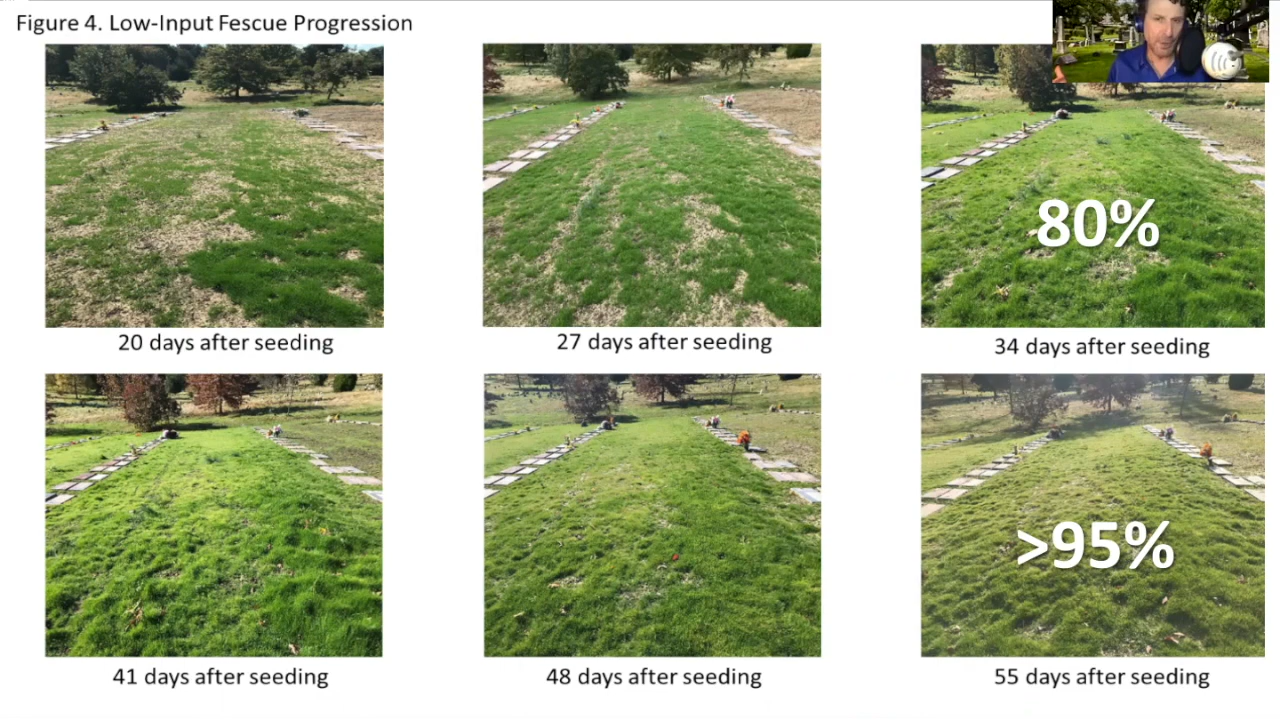 Figure 4. Low-Input Fescue Progression
80%
20 days after seeding
27 days after seeding
34 days after seeding
>95%
41 days after seeding
48 days after seeding
55 days after seeding